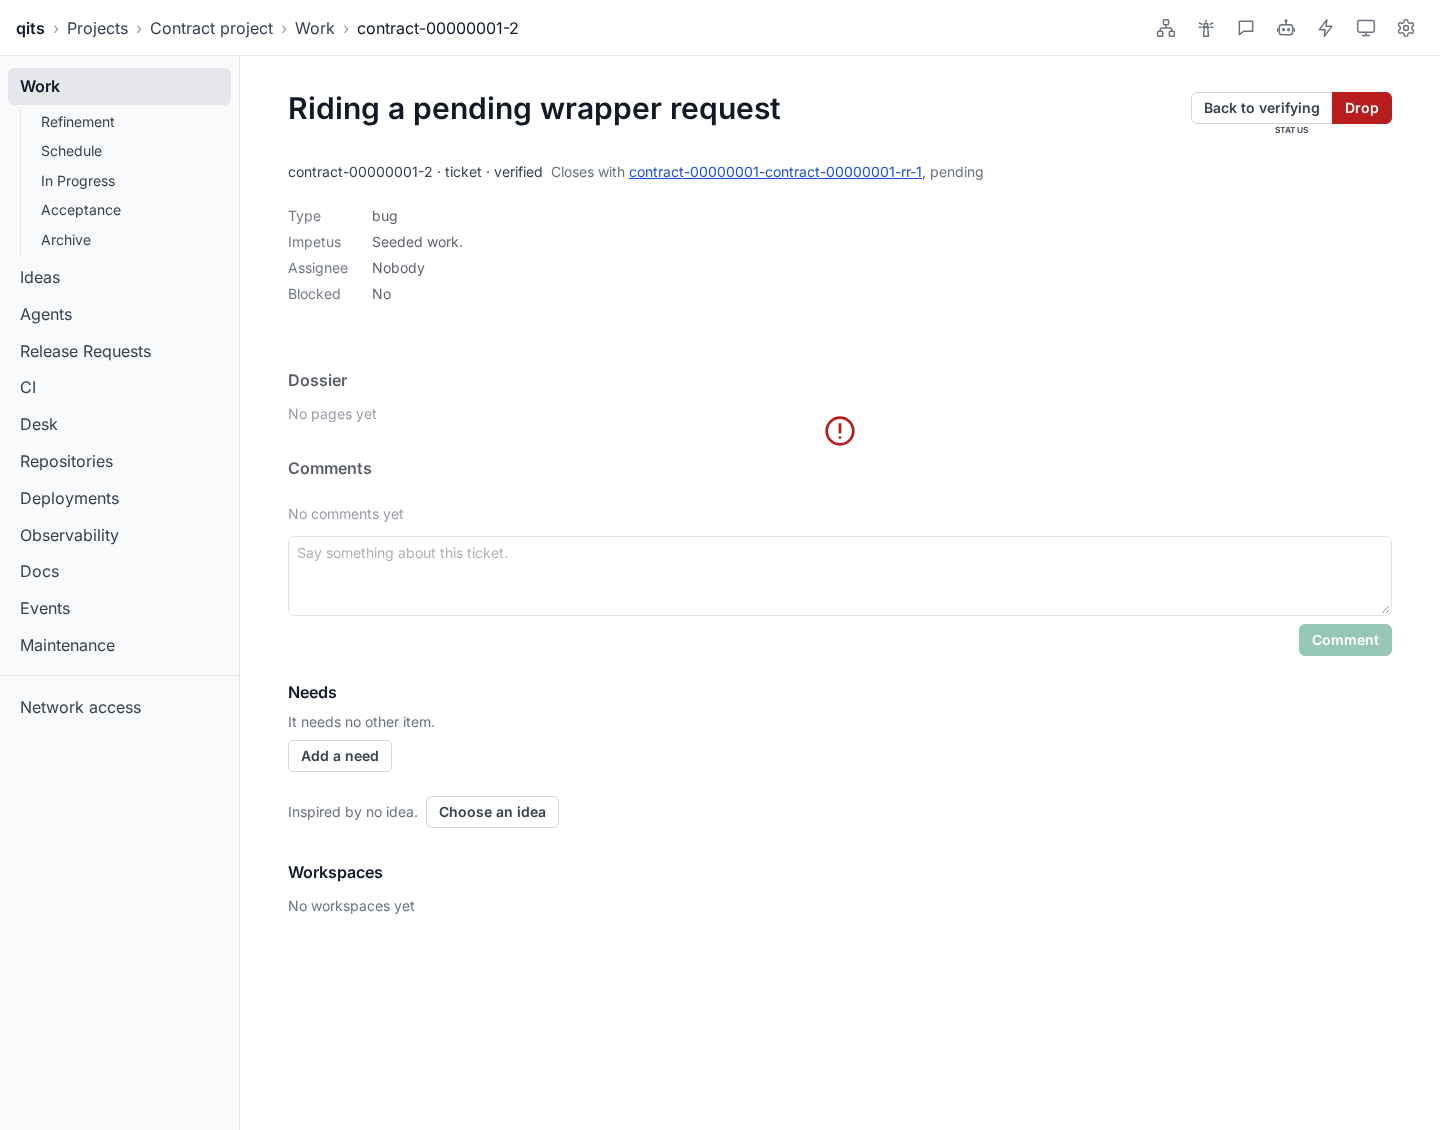 qits › Projects › Contract project › Work › contract-00000001-2
Work
Refinement
Schedule
In Progress
Acceptance
Archive
Ideas
Agents
Release Requests
CI
Desk
Repositories
Deployments
Observability
Docs
Events
Maintenance
Network access
Riding a pending wrapper request
Back to verifying
Drop
STATUS
contract-00000001-2 · ticket · verified Closes with contract-00000001-contract-00000001-rr-1, pending
Type bug
Impetus Seeded work.
Assignee Nobody
Blocked No
Dossier
No pages yet
Comments
No comments yet
Say something about this ticket.
Comment
Needs
It needs no other item.
Add a need
Inspired by no idea. Choose an idea
Workspaces
No workspaces yet